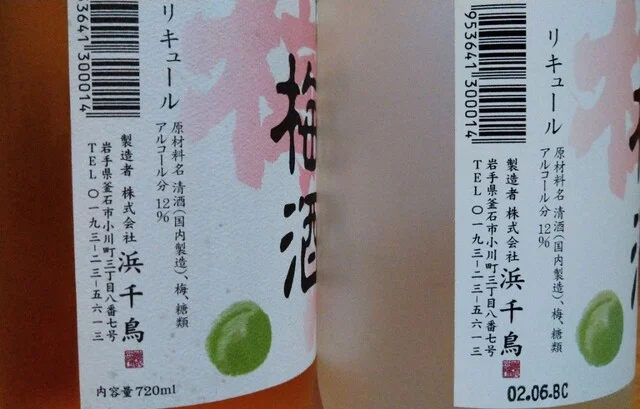 梅酒
リキュール
原材料名 清酒(国内製造)、梅、糖類
アルコール分 12%
製造者 株式会社 浜千鳥
岩手県釜石市小川町三丁目八番七号
TEL 〇一九三-二三-五六一三
953641300014
内容量720ml
リキュール
原材料名 清酒(国内製造)、梅、糖類
アルコール分 12%
製造者 株式会社 浜千鳥
岩手県釜石市小川町三丁目八番七号
TEL 〇一九三-二三-五六一三
953641300014
02.06.BC